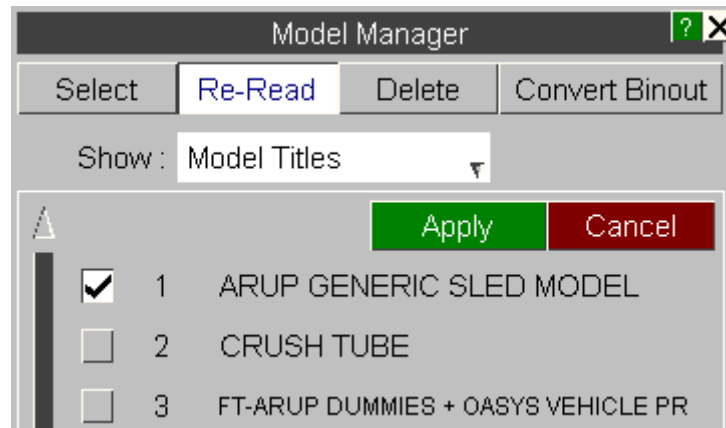 Model Manager ? X
Select Re-Read Delete Convert Binout
Show : Model Titles
Apply Cancel
1 ARUP GENERIC SLED MODEL
2 CRUSH TUBE
3 FT-ARUP DUMMIES + OASYS VEHICLE PR